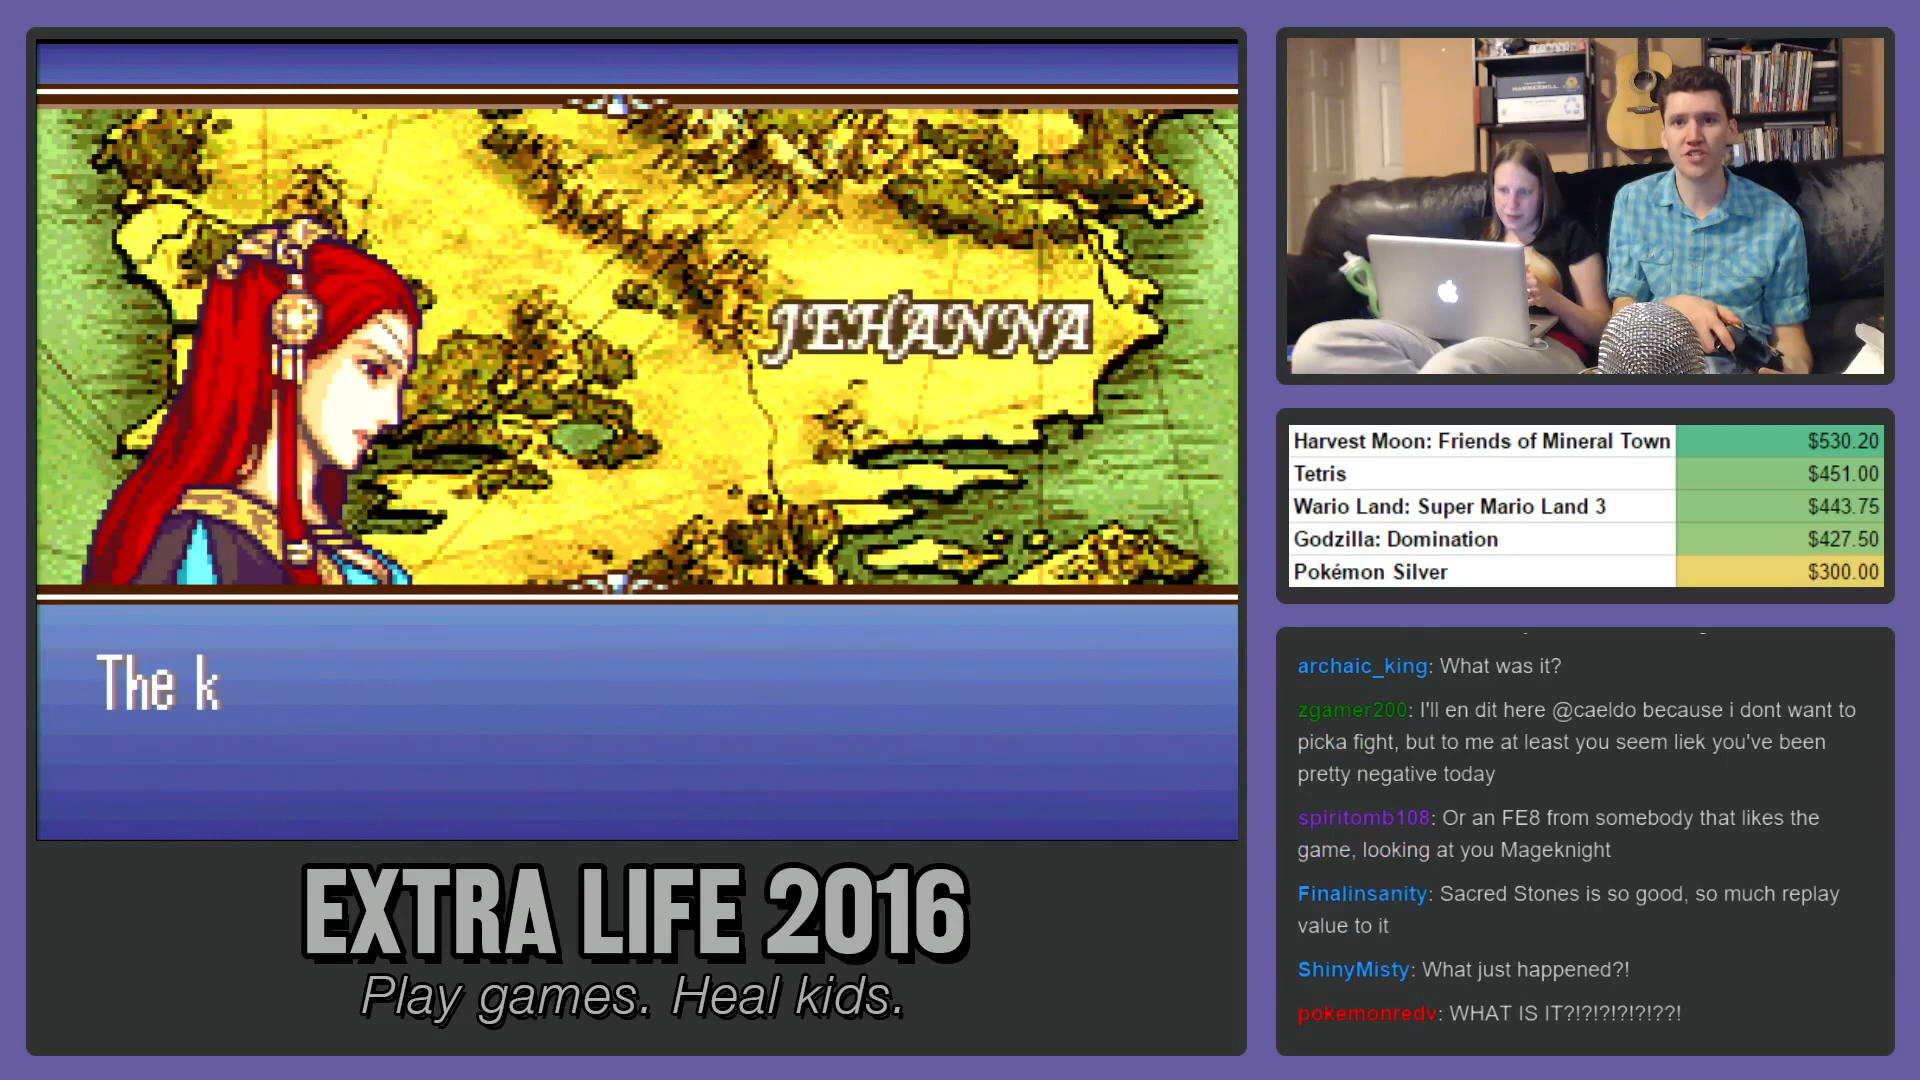 JEHANNA
The k
EXTRA LIFE 2016
Play games. Heal kids.
HAMMERMILL
Harvest Moon: Friends of Mineral Town $530.20
Tetris $451.00
Wario Land: Super Mario Land 3 $443.75
Godzilla: Domination $427.50
Pokémon Silver $300.00
archaic_king: What was it?
zgamer200: I'll en dit here @caeldo because i dont want to
picka fight, but to me at least you seem liek you've been
pretty negative today
spiritomb108: Or an FE8 from somebody that likes the
game, looking at you Mageknight
Finalinsanity: Sacred Stones is so good, so much replay
value to it
ShinyMisty: What just happened?!
pokemonredv: WHAT IS IT?!?!?!?!?!??!